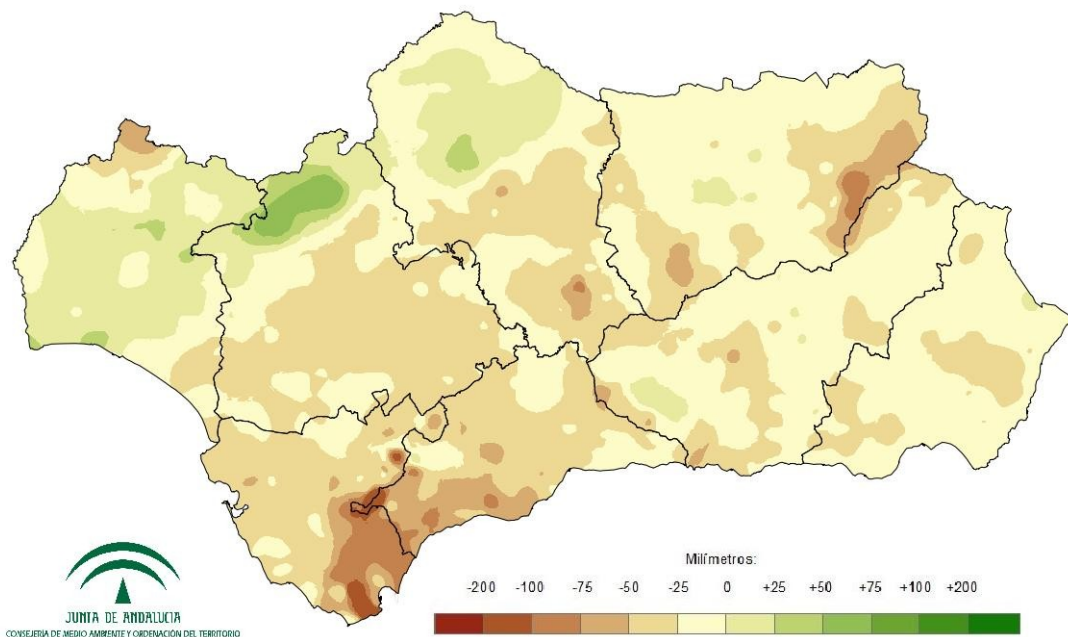 Milímetros:
-200 -100 -75 -50 -25 0 +25 +50 +75 +100 +200
JUNTA DE ANDALUCIA
CONSEJERÍA DE MEDIO AMBIENTE Y ORDENACIÓN DEL TERRITORIO